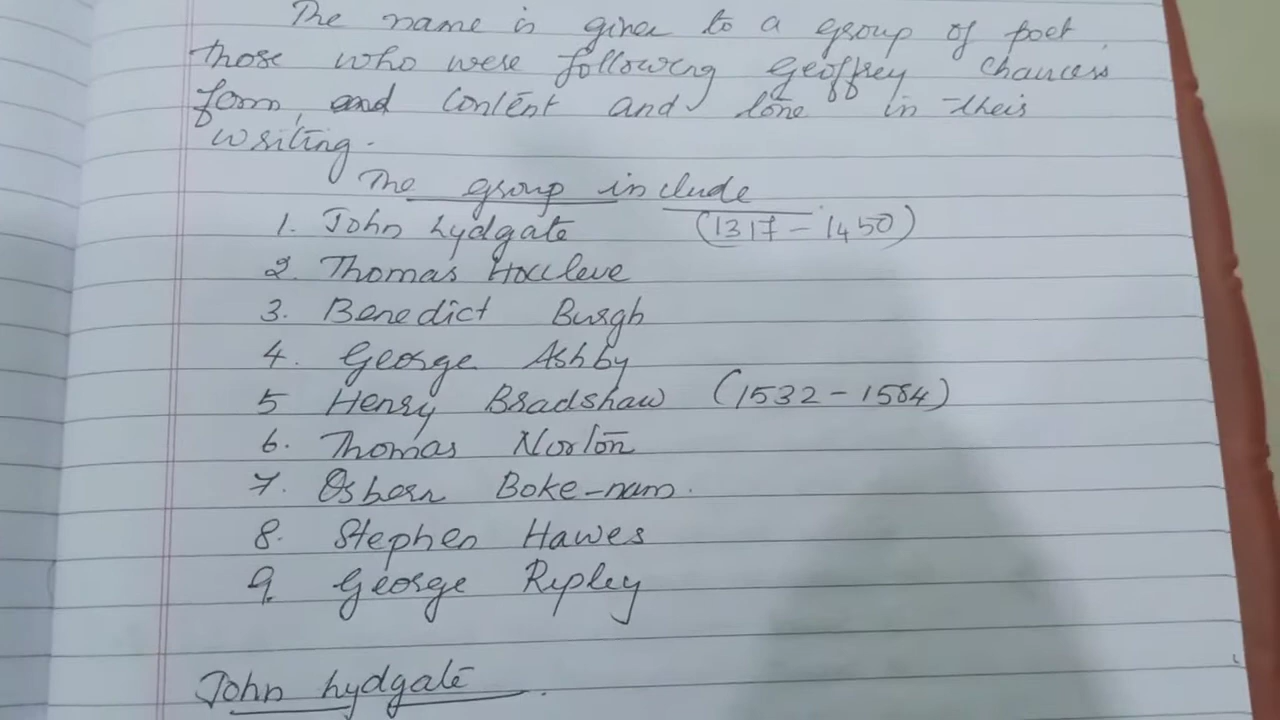 The name is given to a group of poet
those who were following Geoffrey Chaucers
form, and content and tone in their
writing.
The group include
1. John Lydgate (1317 - 1450)
2. Thomas Hoccleve
3. Benedict Burgh
4. George Ashby
5 Henry Bradshaw (1532 - 1584)
6. Thomas Norton
7. Osbern Boke-nam.
8. Stephen Hawes
9. George Ripley
John Lydgate.